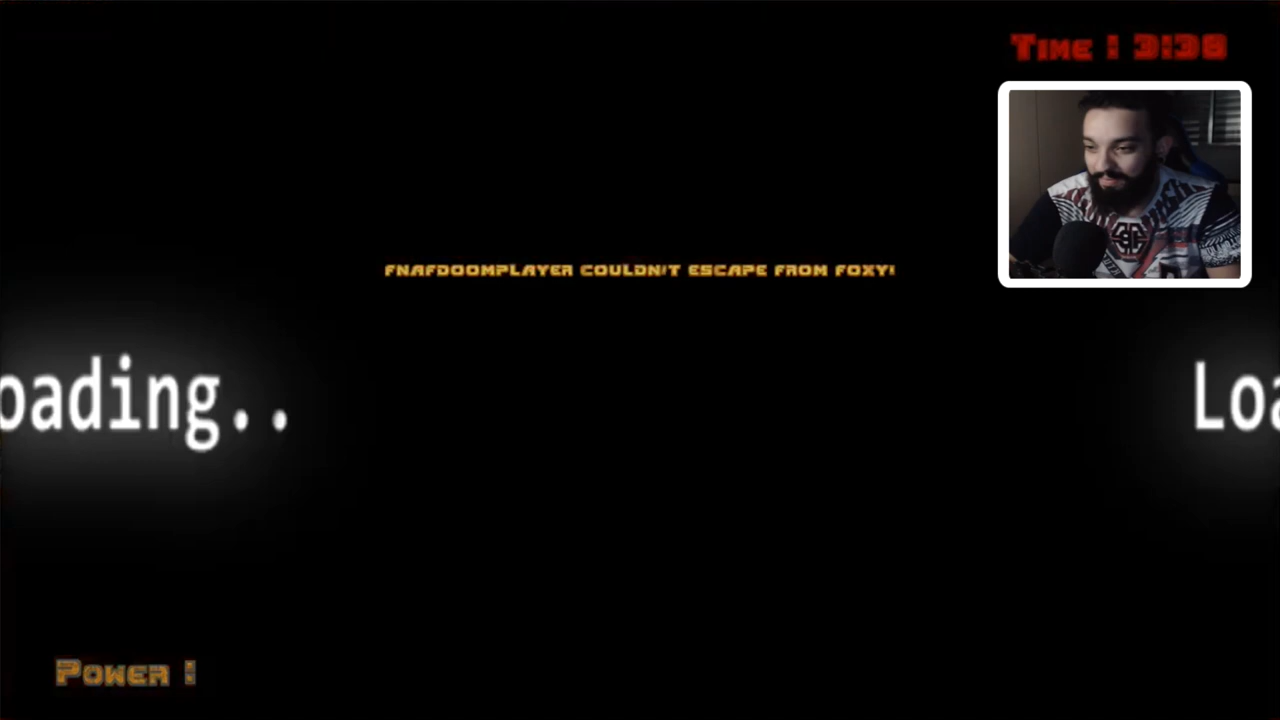 TIME : 3:38
FNAFDOOMPLAYER COULDN'T ESCAPE FROM FOXY!
oading..
Loa
POWER :